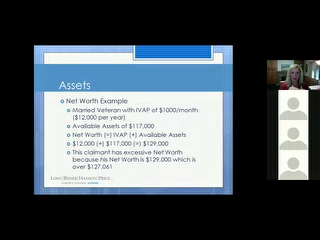 Assets
Net Worth Example
Married Veteran with IVAP of $1000/month
($12,000 per year)
Available Assets of $117,000
Net Worth (=) IVAP (+) Available Assets
$12,000 (+) $117,000 (=) $129,000
This claimant has excessive Net Worth
because his Net Worth is $129,000 which is
over $127,061